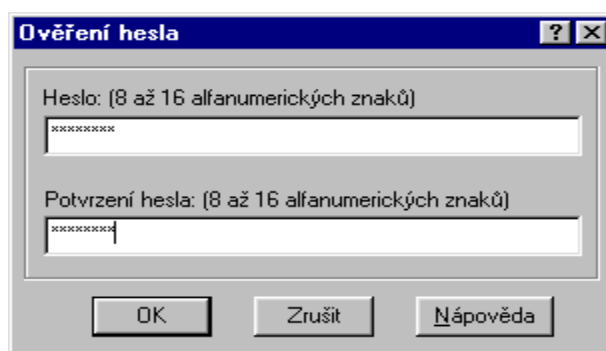 Ověření hesla
Heslo: (8 až 16 alfanumerických znaků)
××××××××
Potvrzení hesla: (8 až 16 alfanumerických znaků)
××××××××
OK Zrušit Nápověda